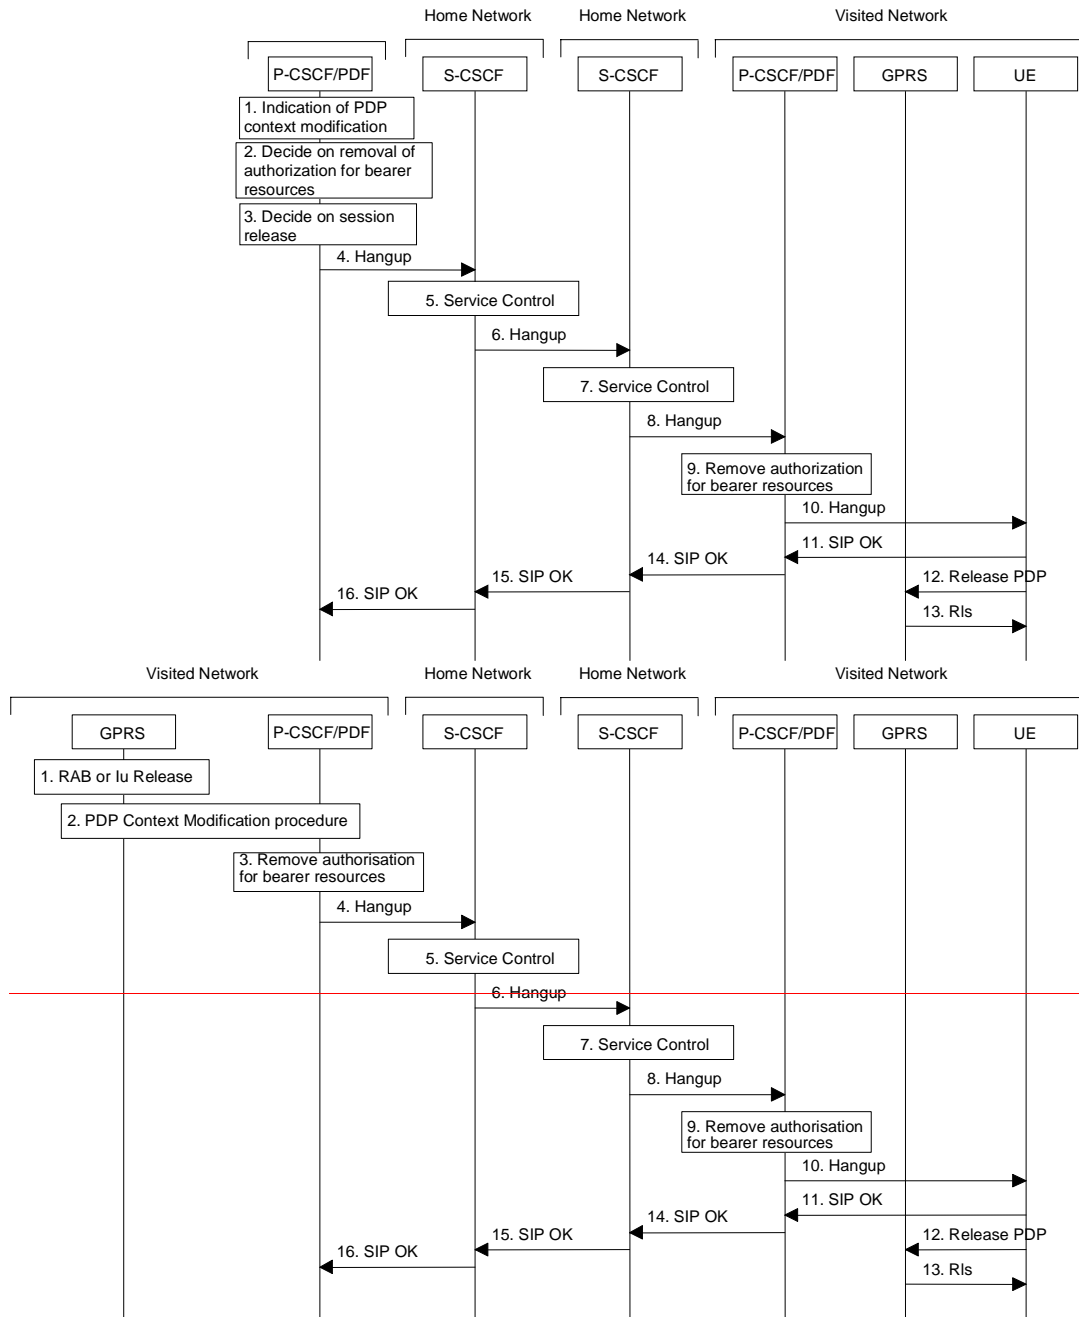 Home Network
Home Network
Visited Network
P-CSCF/PDF
S-CSCF
S-CSCF
P-CSCF/PDF
GPRS
UE
1. Indication of PDP
context modification
2. Decide on removal of
authorization for bearer
resources
3. Decide on session
release
4. Hangup
5. Service Control
6. Hangup
7. Service Control
8. Hangup
9. Remove authorization
for bearer resources
10. Hangup
11. SIP OK
14. SIP OK
15. SIP OK
12. Release PDP
16. SIP OK
13. Rls
Visited Network
Home Network
Home Network
Visited Network
GPRS
P-CSCF/PDF
S-CSCF
S-CSCF
P-CSCF/PDF
GPRS
UE
1. RAB or Iu Release
2. PDP Context Modification procedure
3. Remove authorisation
for bearer resources
4. Hangup
5. Service Control
6. Hangup
7. Service Control
8. Hangup
9. Remove authorisation
for bearer resources
10. Hangup
11. SIP OK
14. SIP OK
15. SIP OK
12. Release PDP
16. SIP OK
13. Rls